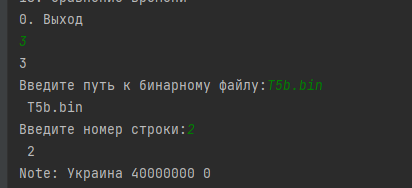 0. Выход
3
3
Введите путь к бинарному файлу:T5b.bin
T5b.bin
Введите номер строки:2
2
Note: Украина 40000000 0